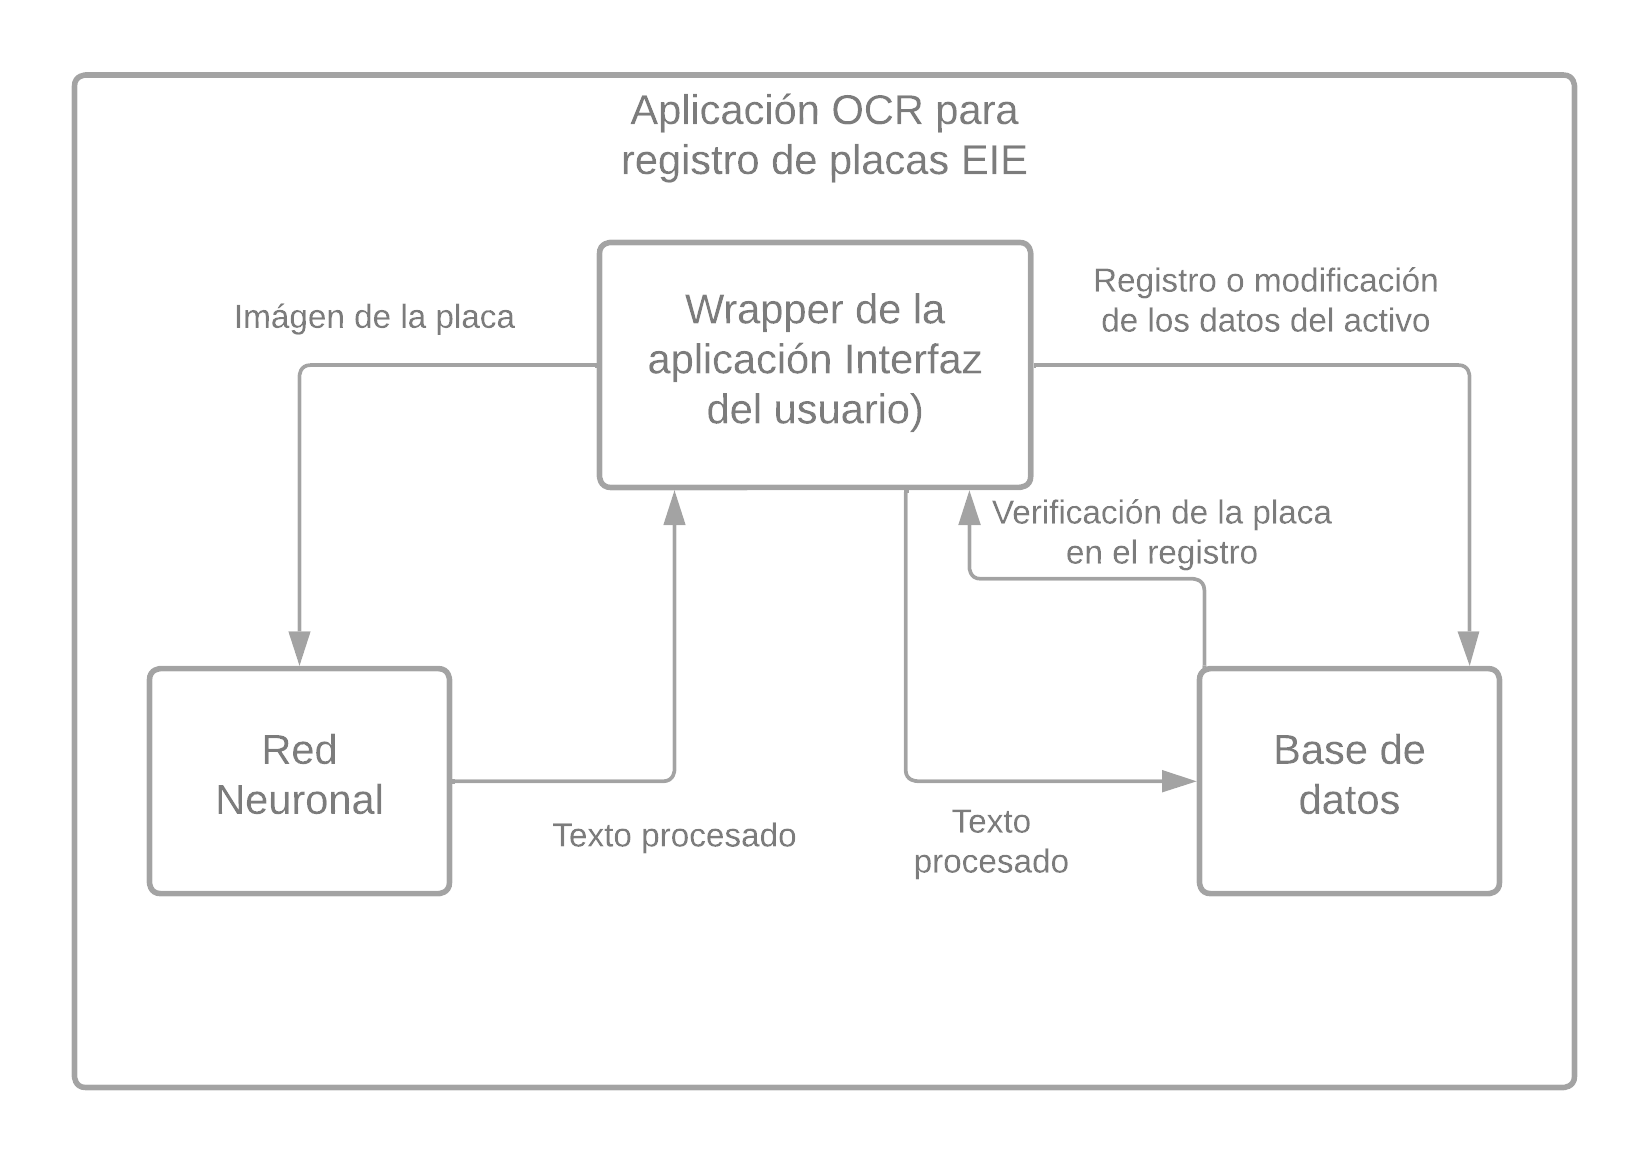 Aplicación OCR para
registro de placas EIE
Imágen de la placa
Wrapper de la
aplicación Interfaz
del usuario)
Registro o modificación
de los datos del activo
Verificación de la placa
en el registro
Red
Neuronal
Texto procesado
Texto
procesado
Base de
datos